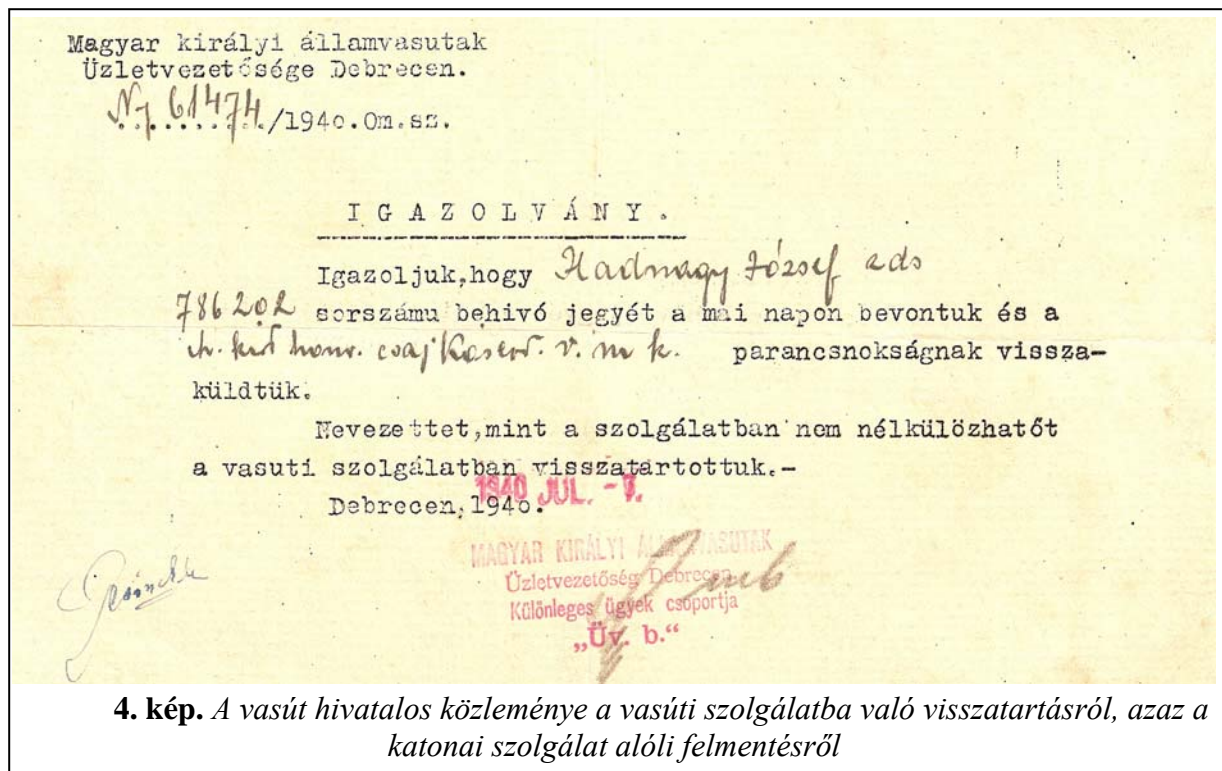 Magyar királyi államvasutak
Üzletvezetősége Debrecen.
61474/1940.Om.sz.
IGAZOLVÁNY.
Igazoljuk,hogy Hadnagy József
786202 sorszámu behivó jegyét a mai napon bevontuk és a
m. kir. honv. v. m k. parancsnokságnak vissza-
küldtük.
Nevezettet,mint a szolgálatban nem nélkülözhatőt
a vasuti szolgálatban visszatartottuk.-
1940 JUL. -7.
Debrecen,1940.
MAGYAR KIRÁLYI ÁLLAMVASUTAK
Üzletvezetőség Debrecen
Különleges ügyek csoportja
„Üv. b.“
4. kép. A vasút hivatalos közleménye a vasúti szolgálatba való visszatartásról, azaz a
katonai szolgálat alóli felmentésről